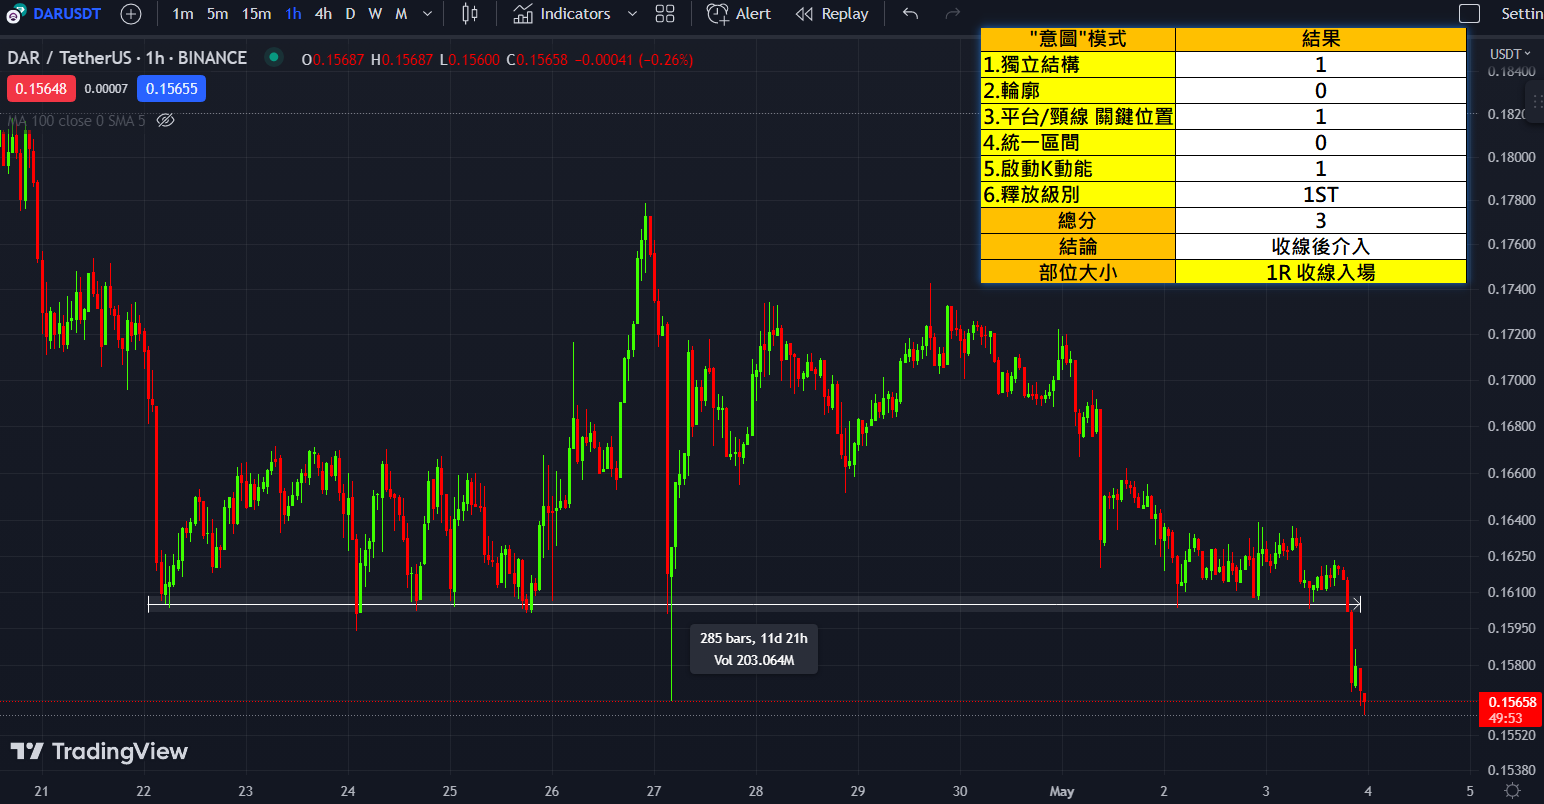 DARUSDT 1m 5m 15m 1h 4h D W M Indicators Alert Replay Settin
DAR / TetherUS · 1h · BINANCE O0.15687 H0.15687 L0.15600 C0.15658 −0.00041 (−0.26%)
0.15648 0.00007 0.15655
MA 100 close 0 SMA 5
"意圖"模式 結果
1.獨立結構 1
2.輪廓 0
3.平台/頸線 關鍵位置 1
4.統一區間 0
5.啟動K動能 1
6.釋放級別 1ST
總分 3
結論 收線後介入
部位大小 1R 收線入場
USDT
0.18400
0.1820
0.18000
0.17800
0.17600
0.17400
0.17200
0.17000
0.16800
0.16600
0.16400
0.16250
0.16100
0.15950
0.15800
0.15658
49:53
0.15520
0.15380
285 bars, 11d 21h
Vol 203.064M
TradingView
21 22 23 24 25 26 27 28 29 30 May 2 3 4 5